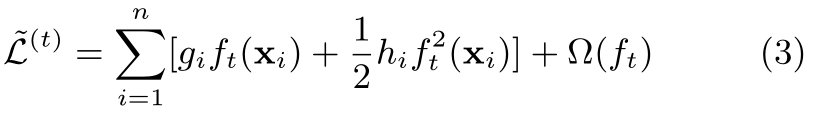 $\tilde{\mathcal{L}}^{(t)} = \sum_{i=1}^{n} [g_i f_t(\mathbf{x}_i) + \frac{1}{2} h_i f_t^2(\mathbf{x}_i)] + \Omega(f_t)$ (3)